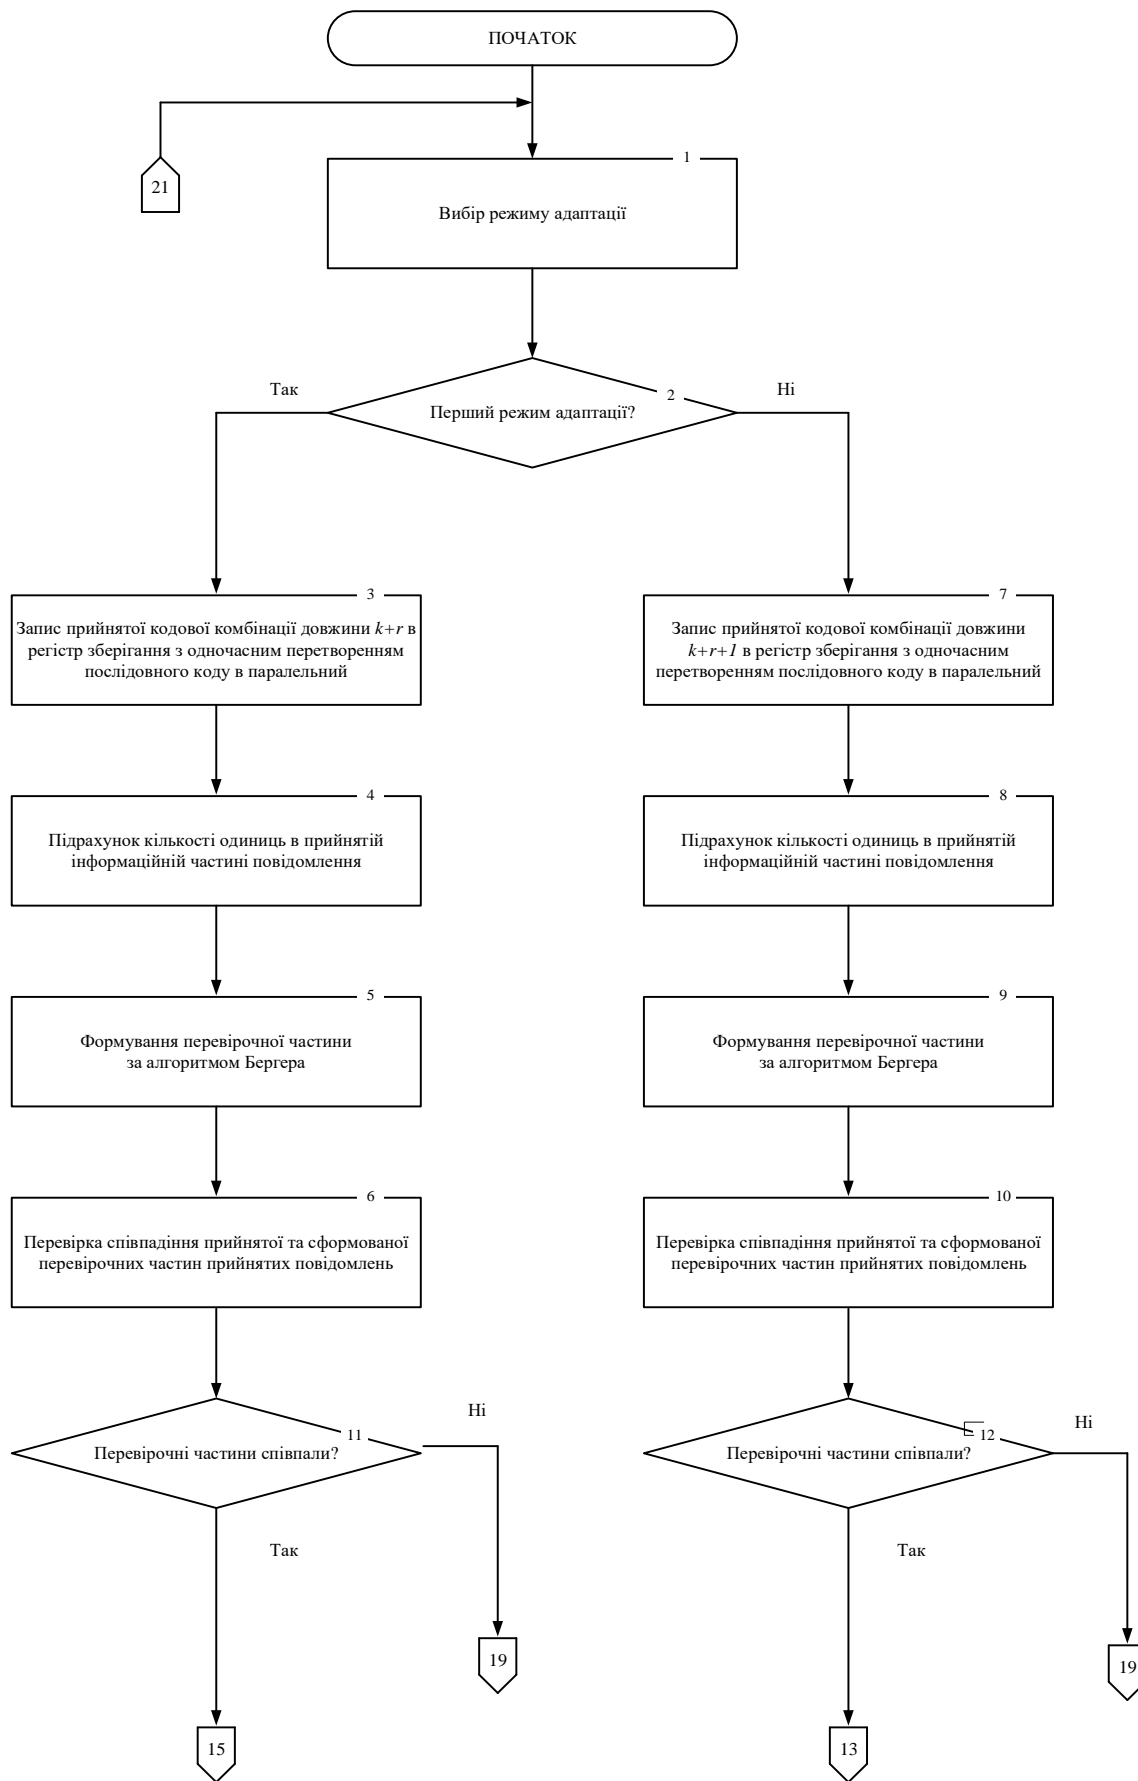 ПОЧАТОК
21
1
Вибір режиму адаптації
Так
2
Ні
Перший режим адаптації?
3
Запис прийнятої кодової комбінації довжини k+r в
регістр зберігання з одночасним перетворенням
послідовного коду в паралельний
7
Запис прийнятої кодової комбінації довжини
k+r+1 в регістр зберігання з одночасним
перетворенням послідовного коду в паралельний
4
Підрахунок кількості одиниць в прийнятій
інформаційній частині повідомлення
8
Підрахунок кількості одиниць в прийнятій
інформаційній частині повідомлення
5
Формування перевірочної частини
за алгоритмом Бергера
9
Формування перевірочної частини
за алгоритмом Бергера
6
Перевірка співпадіння прийнятої та сформованої
перевірочних частин прийнятих повідомлень
10
Перевірка співпадіння прийнятої та сформованої
перевірочних частин прийнятих повідомлень
11
Перевірочні частини співпали?
Ні
Так
19
15
12
Перевірочні частини співпали?
Ні
Так
19
13